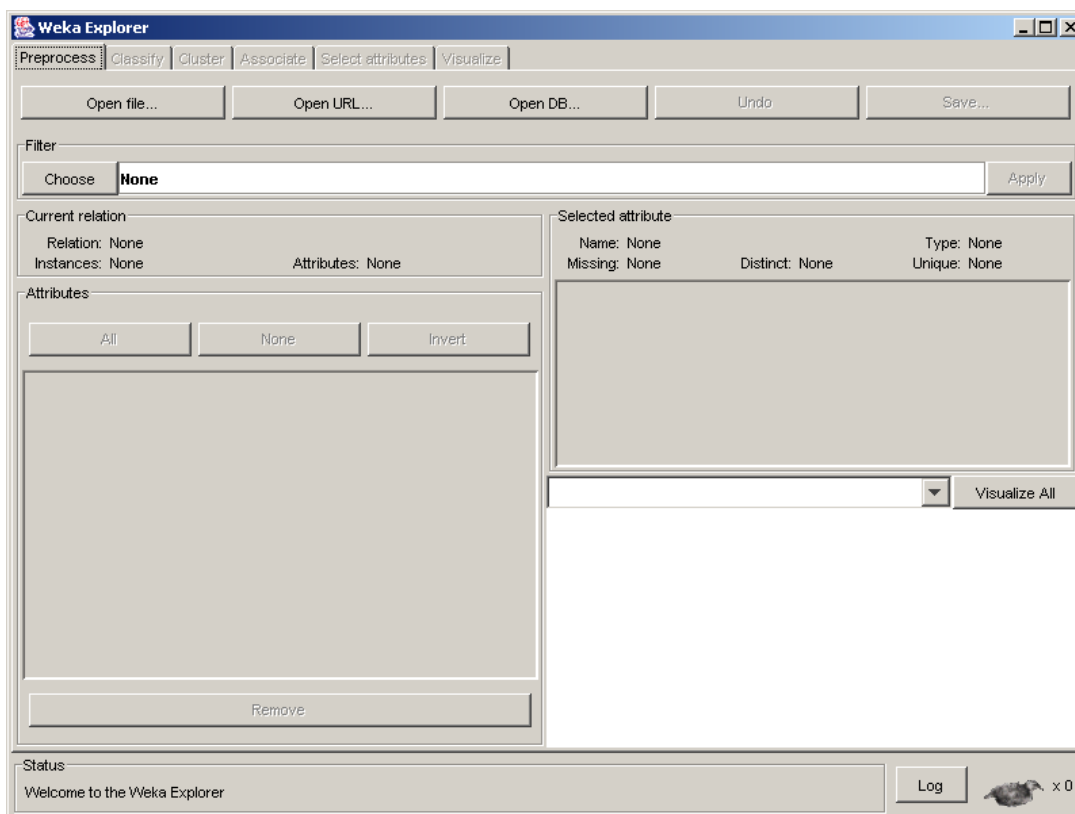 Weka Explorer
Preprocess Classify Cluster Associate Select attributes Visualize
Open file... Open URL... Open DB... Undo Save...
Filter
Choose None Apply
Current relation
Relation: None
Instances: None Attributes: None
Selected attribute
Name: None Type: None
Missing: None Distinct: None Unique: None
Attributes
All None Invert
Visualize All
Remove
Status
Welcome to the Weka Explorer
Log x 0